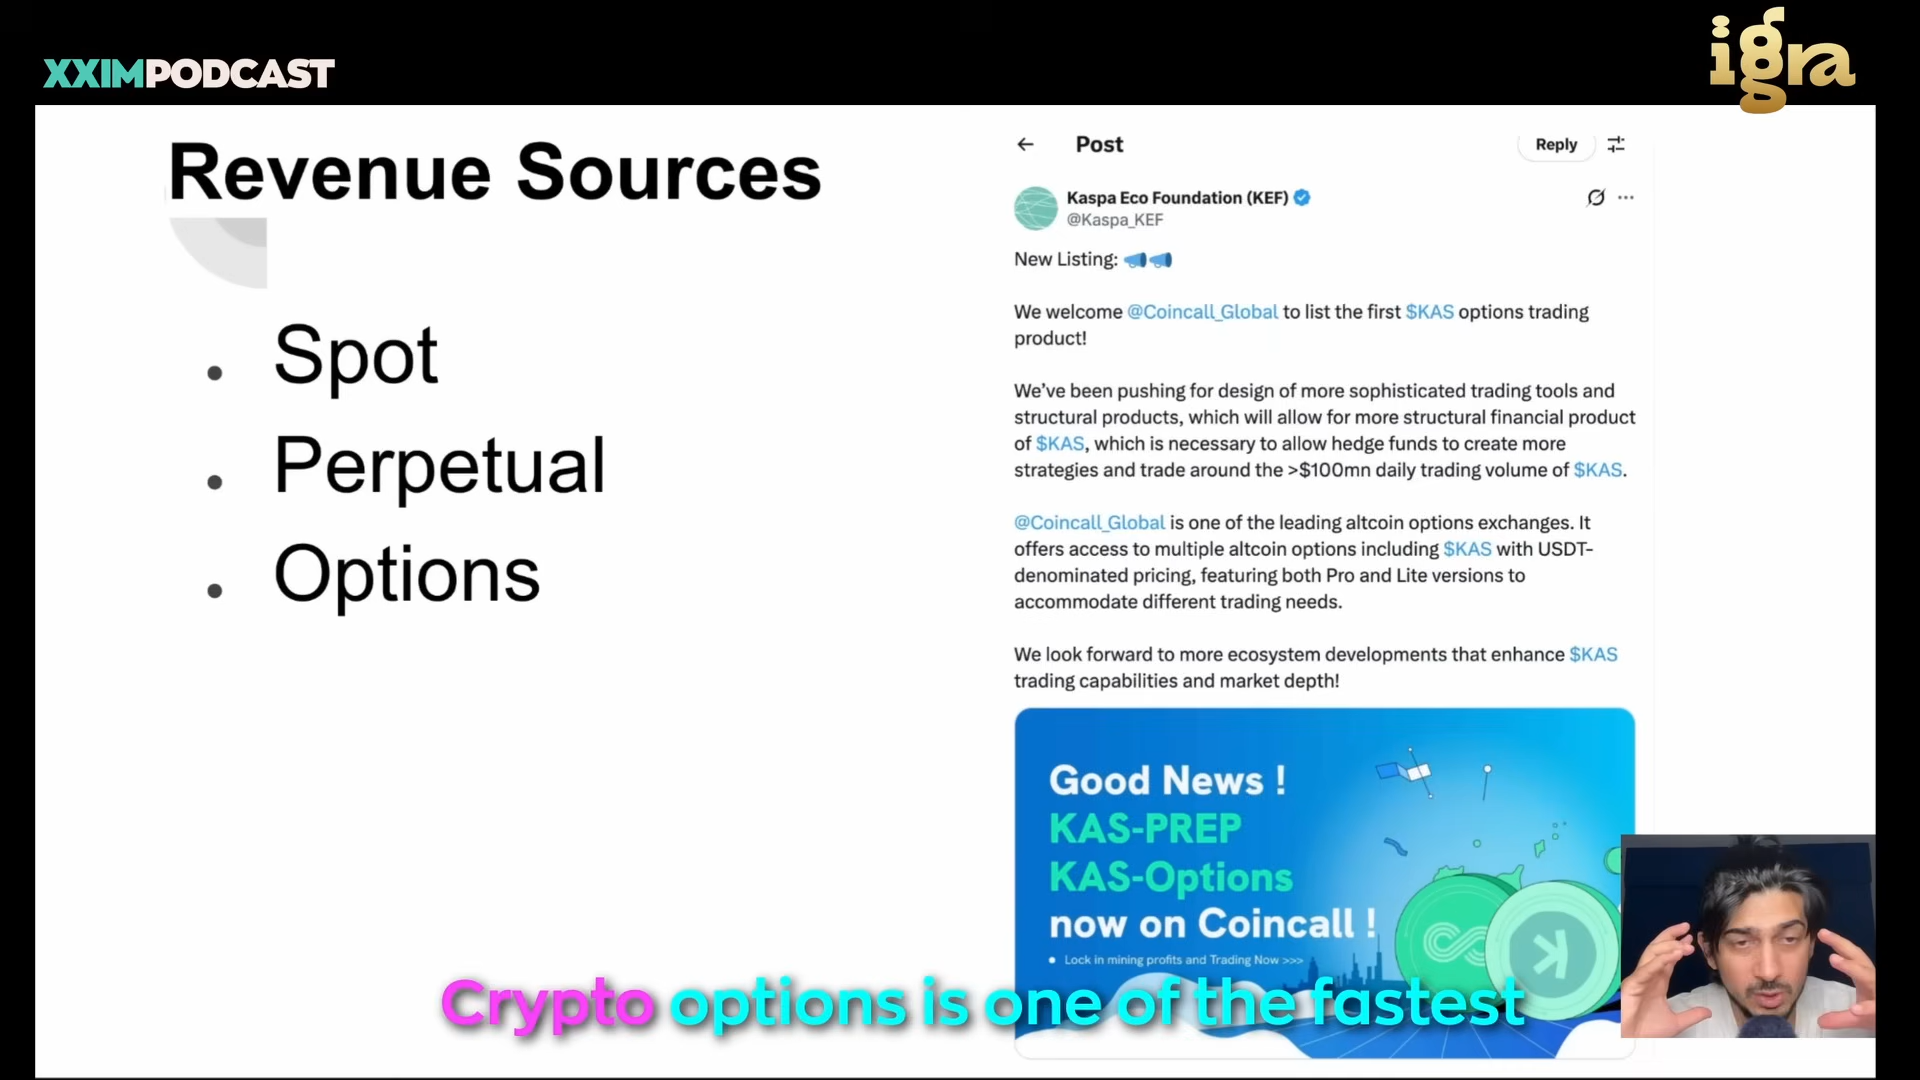 XXIMPODCAST
igra
Revenue Sources
• Spot
• Perpetual
• Options
Post
Reply
Kaspa Eco Foundation (KEF)
@Kaspa_KEF
New Listing:
We welcome @Coincall_Global to list the first $KAS options trading
product!
We've been pushing for design of more sophisticated trading tools and
structural products, which will allow for more structural financial product
of $KAS, which is necessary to allow hedge funds to create more
strategies and trade around the >$100mn daily trading volume of $KAS.
@Coincall_Global is one of the leading altcoin options exchanges. It
offers access to multiple altcoin options including $KAS with USDT-
denominated pricing, featuring both Pro and Lite versions to
accommodate different trading needs.
We look forward to more ecosystem developments that enhance $KAS
trading capabilities and market depth!
Good News !
KAS-PREP
KAS-Options
now on Coincall !
• Lock in mining profits and Trading Now >>>
Crypto options is one of the fastest